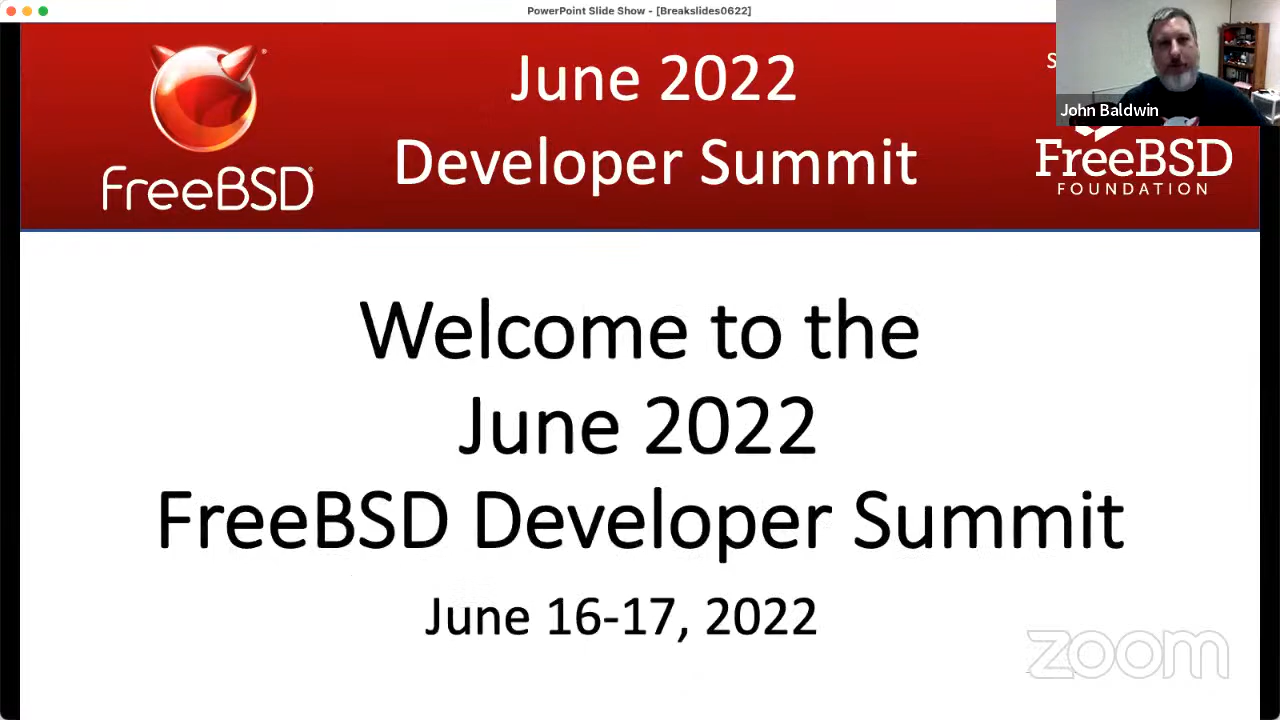 PowerPoint Slide Show - [Breakslides0622]
FreeBSD
June 2022
Developer Summit
S
John Baldwin
FreeBSD
FOUNDATION
Welcome to the
June 2022
FreeBSD Developer Summit
June 16-17, 2022
zoom